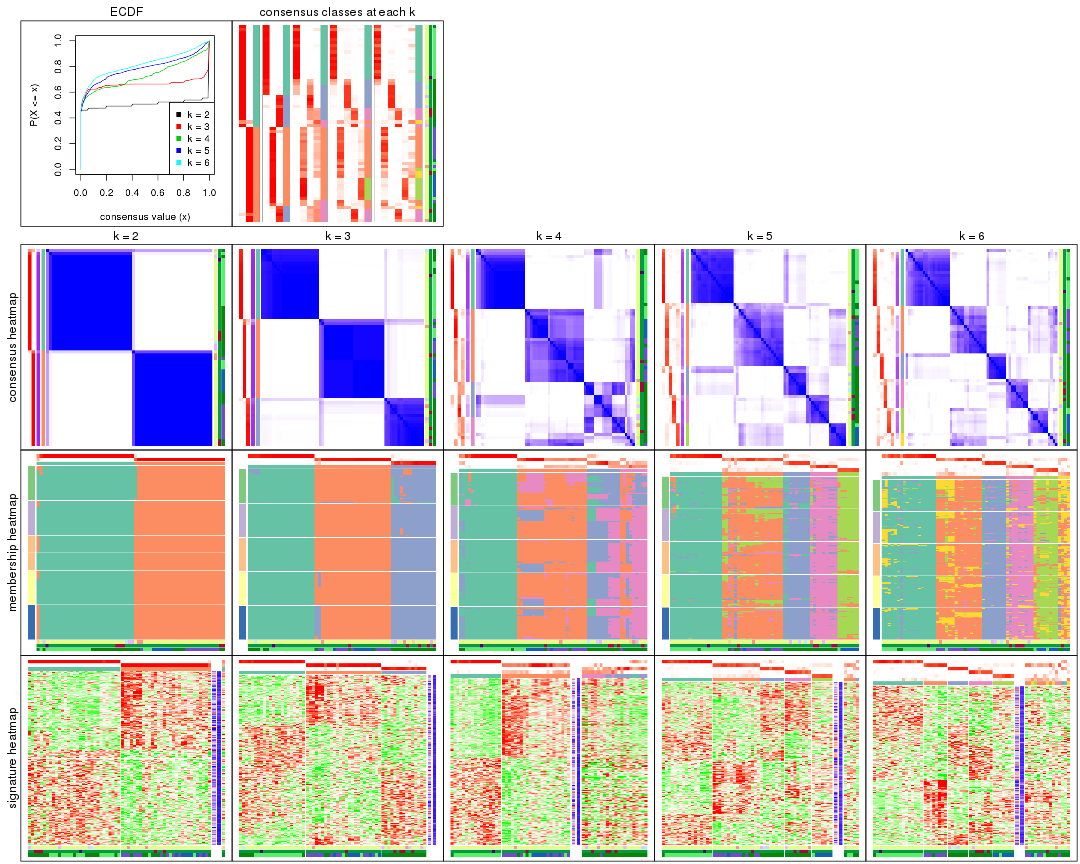 ECDF
consensus classes at each k
P(X <= x)
0.0 0.2 0.4 0.6 0.8 1.0
k = 2
k = 3
k = 4
k = 5
k = 6
0.0 0.2 0.4 0.6 0.8 1.0
consensus value (x)
k = 2 k = 3 k = 4 k = 5 k = 6
consensus heatmap
membership heatmap
signature heatmap